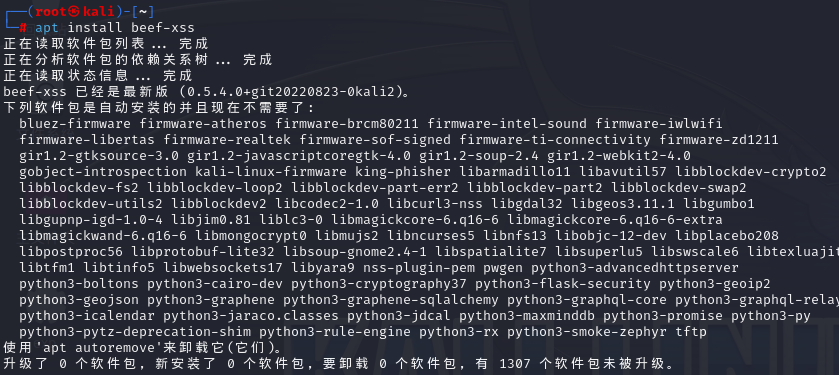 ┌──(root㉿kali)-[~]
└─# apt install beef-xss
正在读取软件包列表... 完成
正在分析软件包的依赖关系树... 完成
正在读取状态信息... 完成
beef-xss 已经是最新版 (0.5.4.0+git20220823-0kali2)。
下列软件包是自动安装的并且现在不需要了：
bluez-firmware firmware-atheros firmware-brcm80211 firmware-intel-sound firmware-iwlwifi
firmware-libertas firmware-realtek firmware-sof-signed firmware-ti-connectivity firmware-zd1211
gir1.2-gtksource-3.0 gir1.2-javascriptcoregtk-4.0 gir1.2-soup-2.4 gir1.2-webkit2-4.0
gobject-introspection kali-linux-firmware king-phisher libarmadillo11 libavutil57 libblockdev-crypto2
libblockdev-fs2 libblockdev-loop2 libblockdev-part-err2 libblockdev-part2 libblockdev-swap2
libblockdev-utils2 libblockdev2 libcodec2-1.0 libcurl3-nss libgdal32 libgeos3.11.1 libgumbo1
libgupnp-igd-1.0-4 libjim0.81 liblc3-0 libmagickcore-6.q16-6 libmagickcore-6.q16-6-extra
libmagickwand-6.q16-6 libmongocrypt0 libmujs2 libncurses5 libnfs13 libobjc-12-dev libplacebo208
libpostproc56 libprotobuf-lite32 libsoup-gnome2.4-1 libspatialite7 libsuperlu5 libswscale6 libtexluajit
libtfm1 libtinfo5 libwebsockets17 libyara9 nss-plugin-pem pwgen python3-advancedhttpserver
python3-boltons python3-cairo-dev python3-cryptography37 python3-flask-security python3-geoip2
python3-geojson python3-graphene python3-graphene-sqlalchemy python3-graphql-core python3-graphql-relay
python3-icalendar python3-jaraco.classes python3-jdcal python3-maxminddb python3-promise python3-py
python3-pytz-deprecation-shim python3-rule-engine python3-rx python3-smoke-zephyr tftp
使用'apt autoremove'来卸载它(它们)。
升级了 0 个软件包，新安装了 0 个软件包，要卸载 0 个软件包，有 1307 个软件包未被升级。